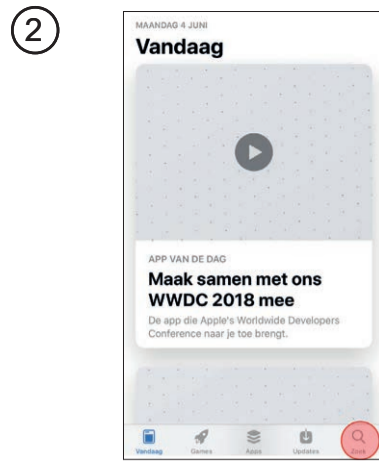 2
MAANDAG 4 JUNI
Vandaag
APP VAN DE DAG
Maak samen met ons
WWDC 2018 mee
De app die Apple's Worldwide Developers
Conference naar je toe brengt.
Vandaag Games Apps Updates Zoek